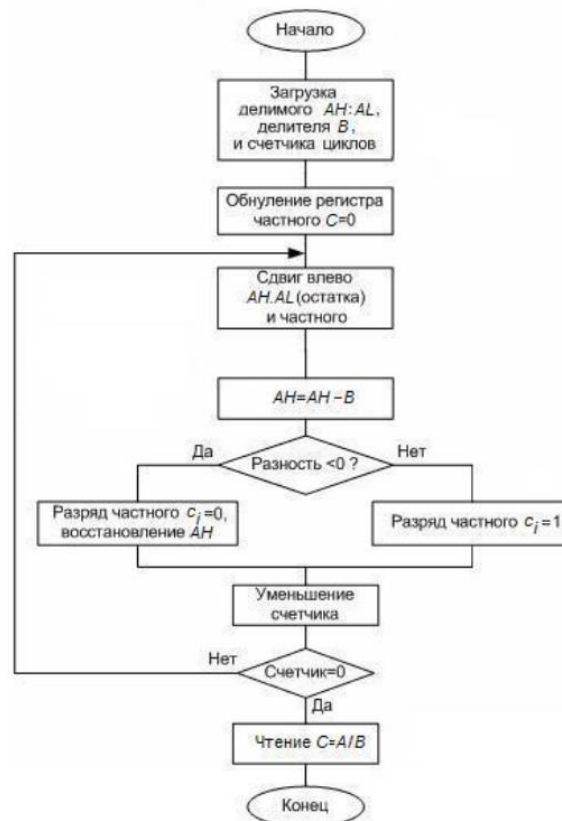 Начало
Загрузка
делимого AH:AL,
делителя B,
и счетчика циклов
Обнуление регистра
частного C=0
Сдвиг влево
AH.AL(остатка)
и частного
AH=AH-B
Да
Разность <0 ?
Нет
Разряд частного ci=0,
восстановление AH
Разряд частного ci=1
Уменьшение
счетчика
Нет
Счетчик=0
Да
Чтение C=A/B
Конец